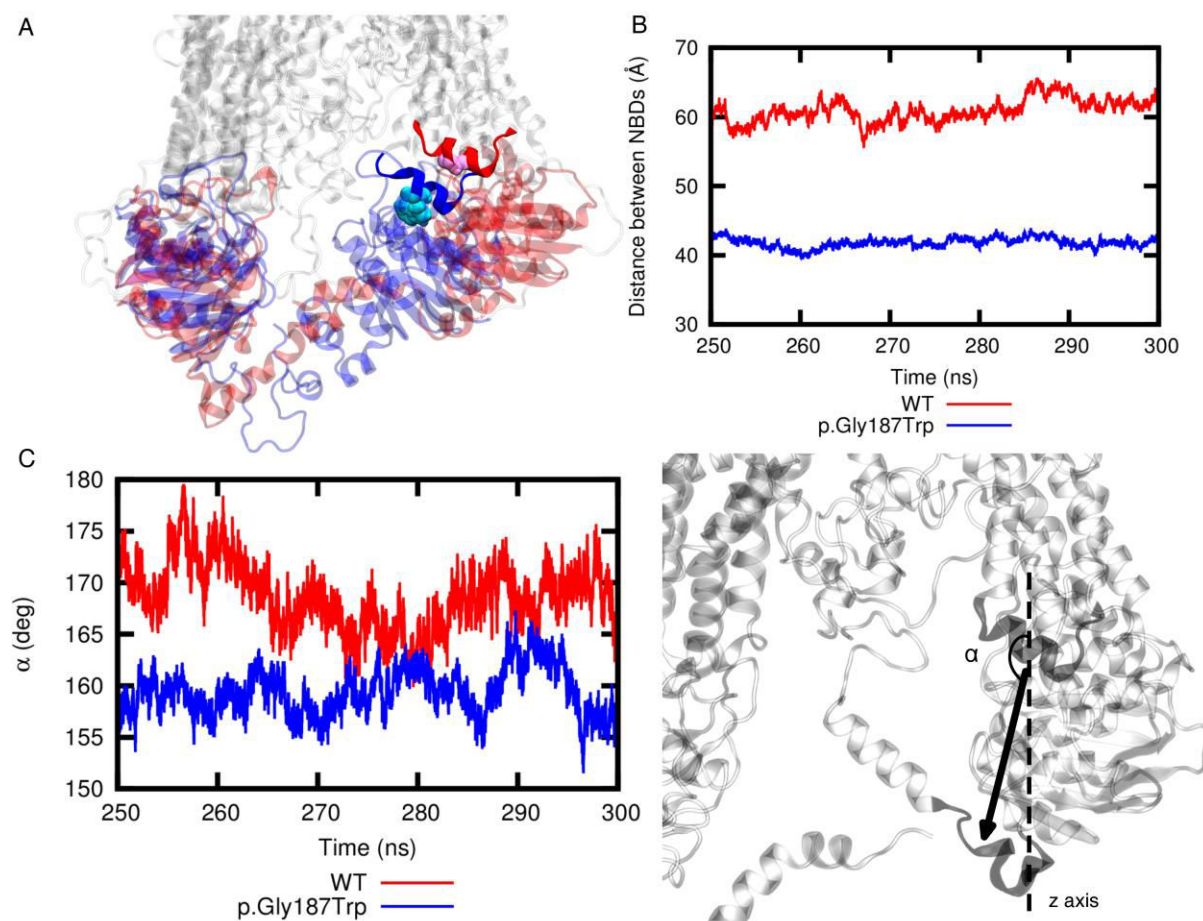 A
B
Distance between NBDs (Å)
70
60
50
40
30
250 260 270 280 290 300
Time (ns)
WT
p.Gly187Trp
C
α (deg)
180
175
170
165
160
155
150
250 260 270 280 290 300
Time (ns)
WT
p.Gly187Trp
α
z axis